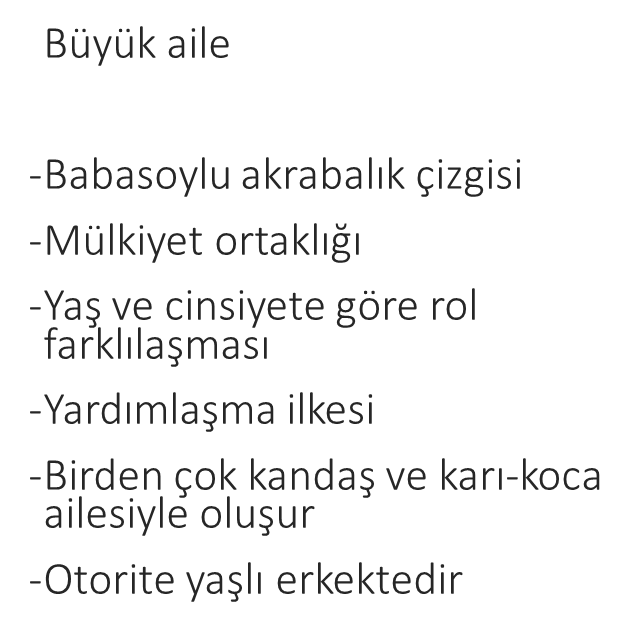 Büyük aile
-Babasoylu akrabalık çizgisi
-Mülkiyet ortaklığı
-Yaş ve cinsiyete göre rol
farklılaşması
-Yardımlaşma ilkesi
-Birden çok kandaş ve karı-koca
ailesiyle oluşur
-Otorite yaşlı erkektedir